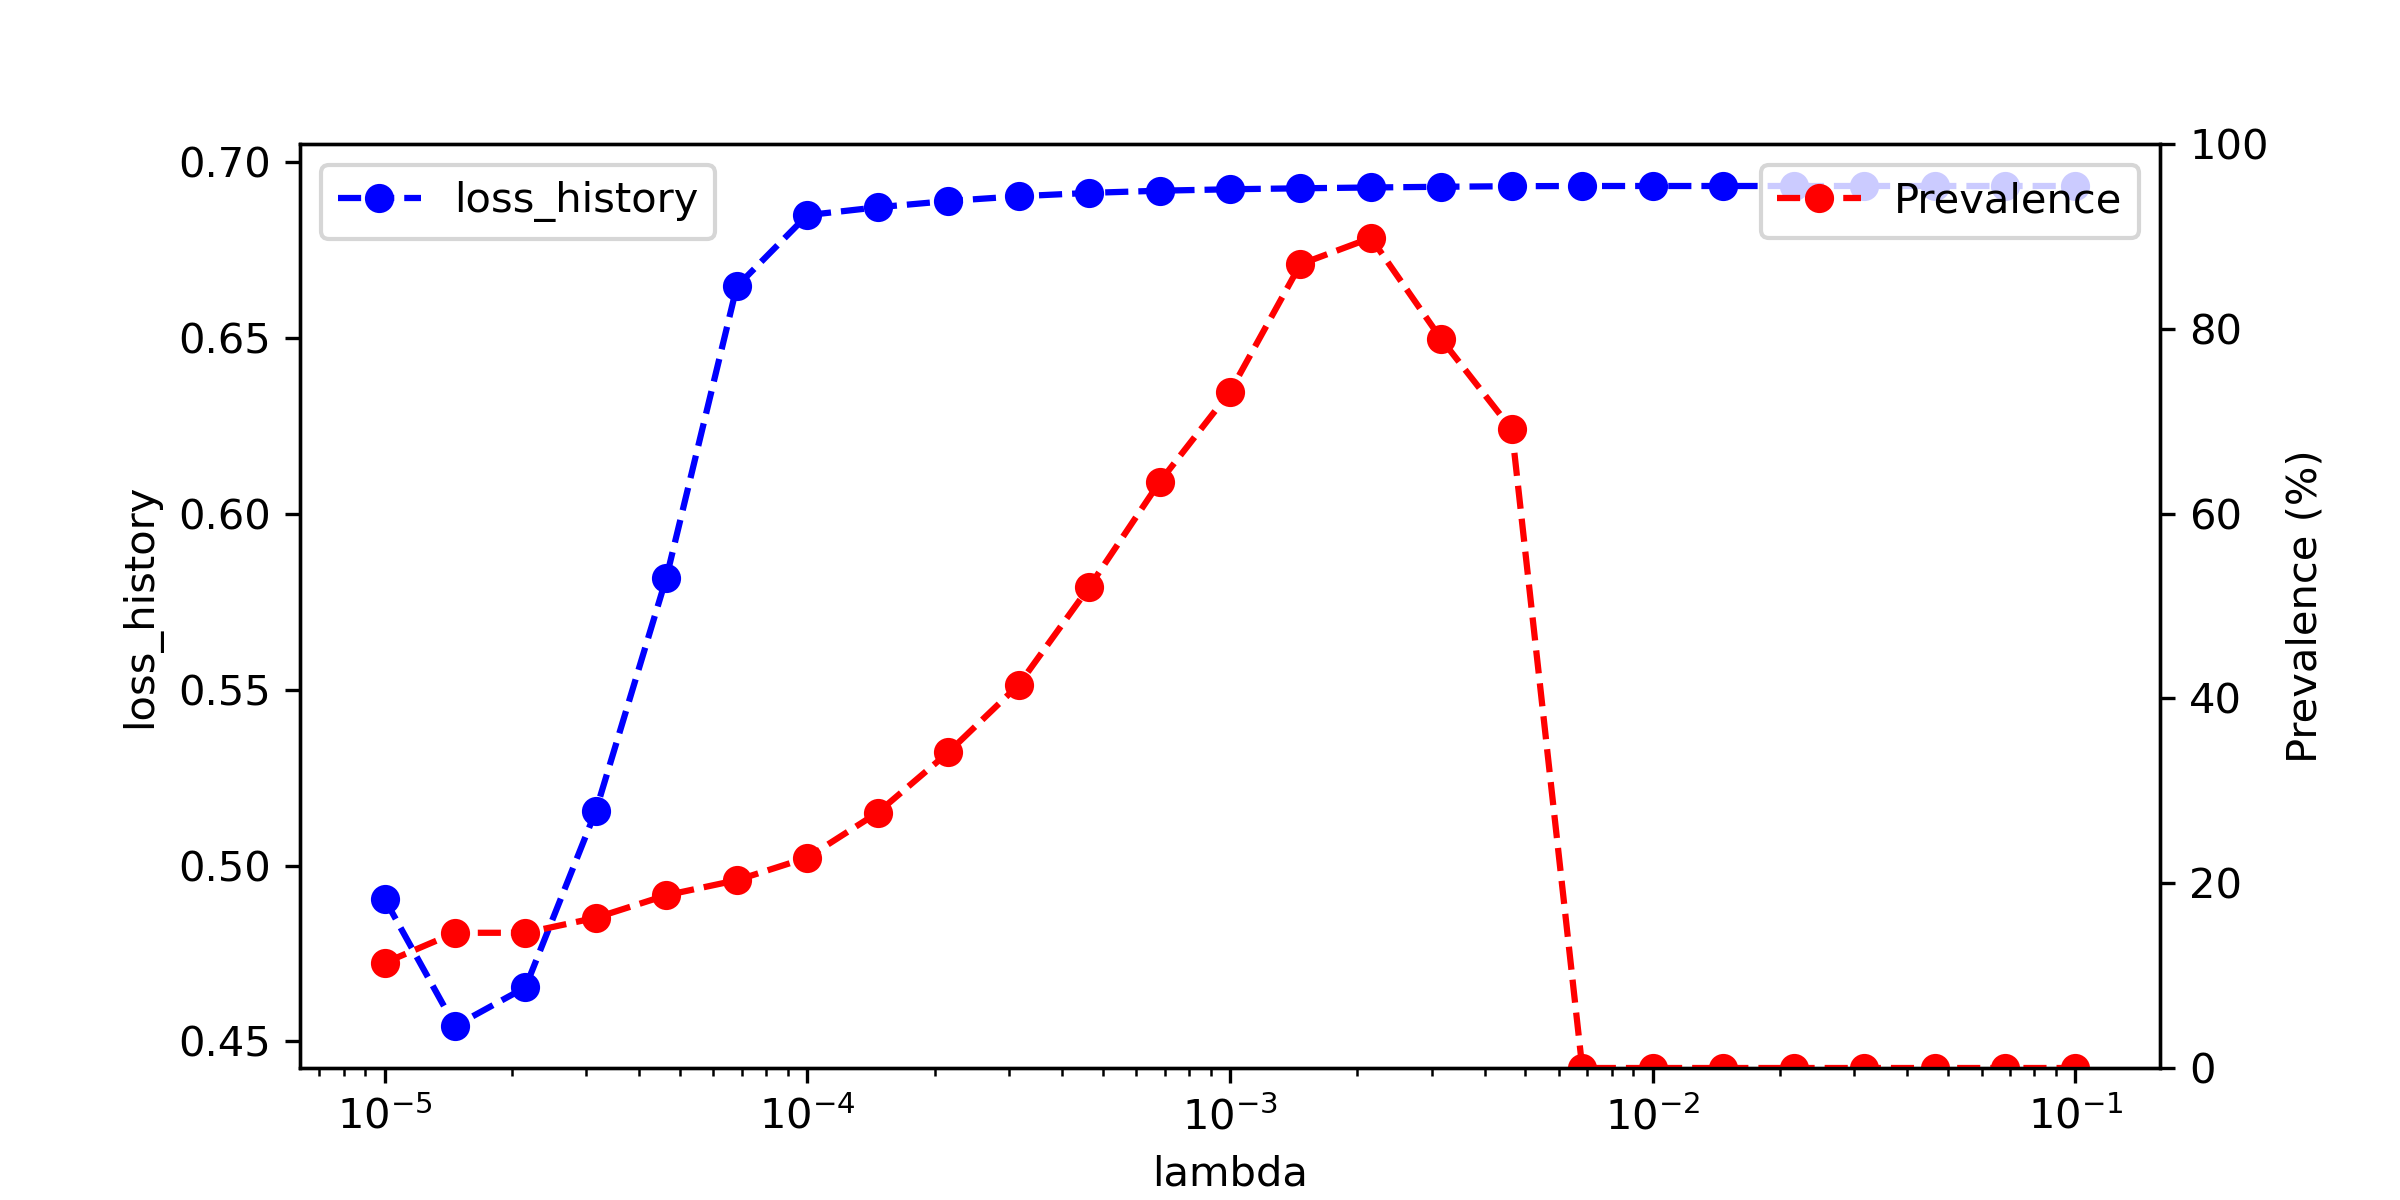 loss_history
Prevalence
0.70
0.65
0.60
0.55
0.50
0.45
loss_history
100
80
60
40
20
0
Prevalence (%)
10⁻⁵ 10⁻⁴ 10⁻³ 10⁻² 10⁻¹
lambda